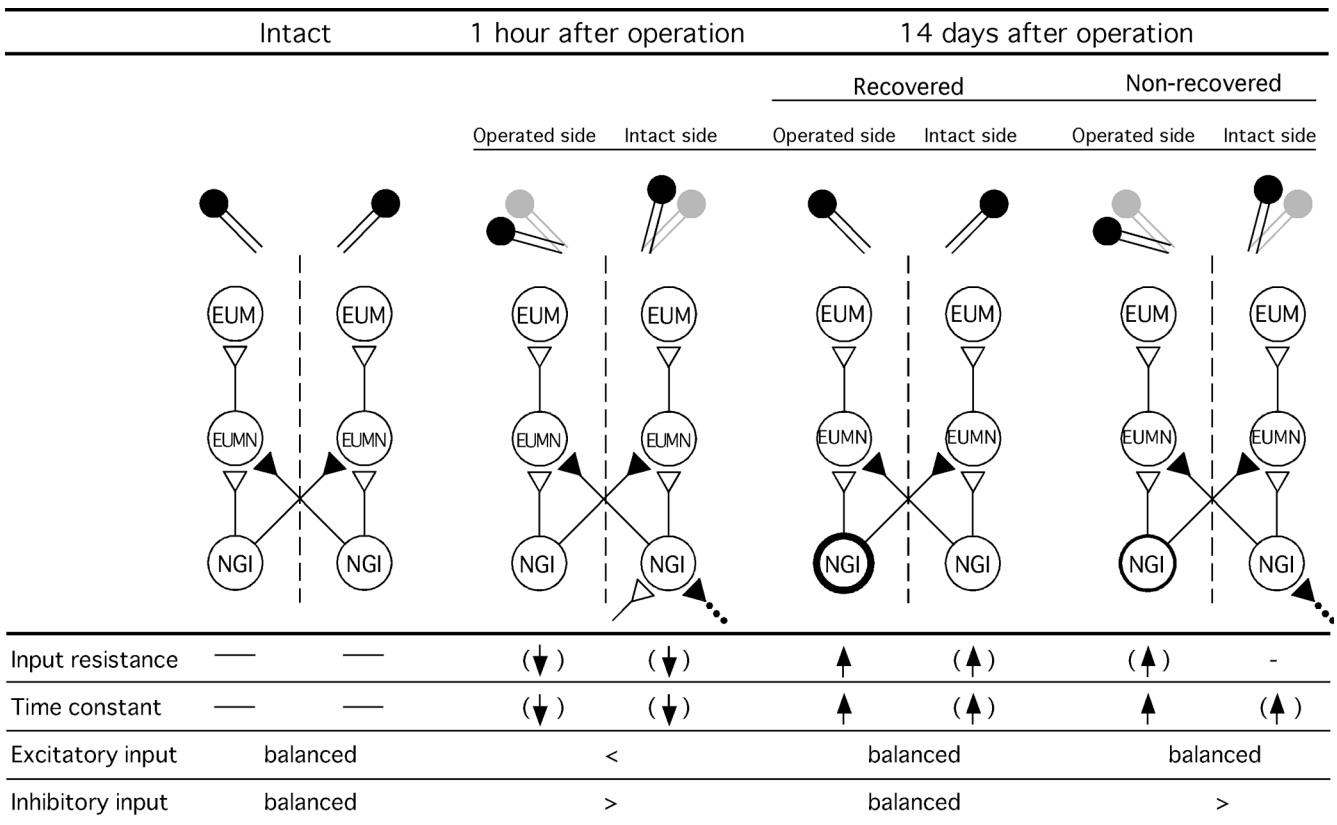 Intact 1 hour after operation 14 days after operation
Recovered Non-recovered
Operated side Intact side Operated side Intact side Operated side Intact side
EUM EUM EUM EUM EUM EUM EUM EUM
EUMN EUMN EUMN EUMN EUMN EUMN EUMN EUMN
NGI NGI NGI NGI NGI NGI NGI NGI
Input resistance — — (↓) (↓) ↑ (↑) (↑) -
Time constant — — (↓) (↓) ↑ (↑) ↑ (↑)
Excitatory input balanced < balanced balanced
Inhibitory input balanced > balanced >